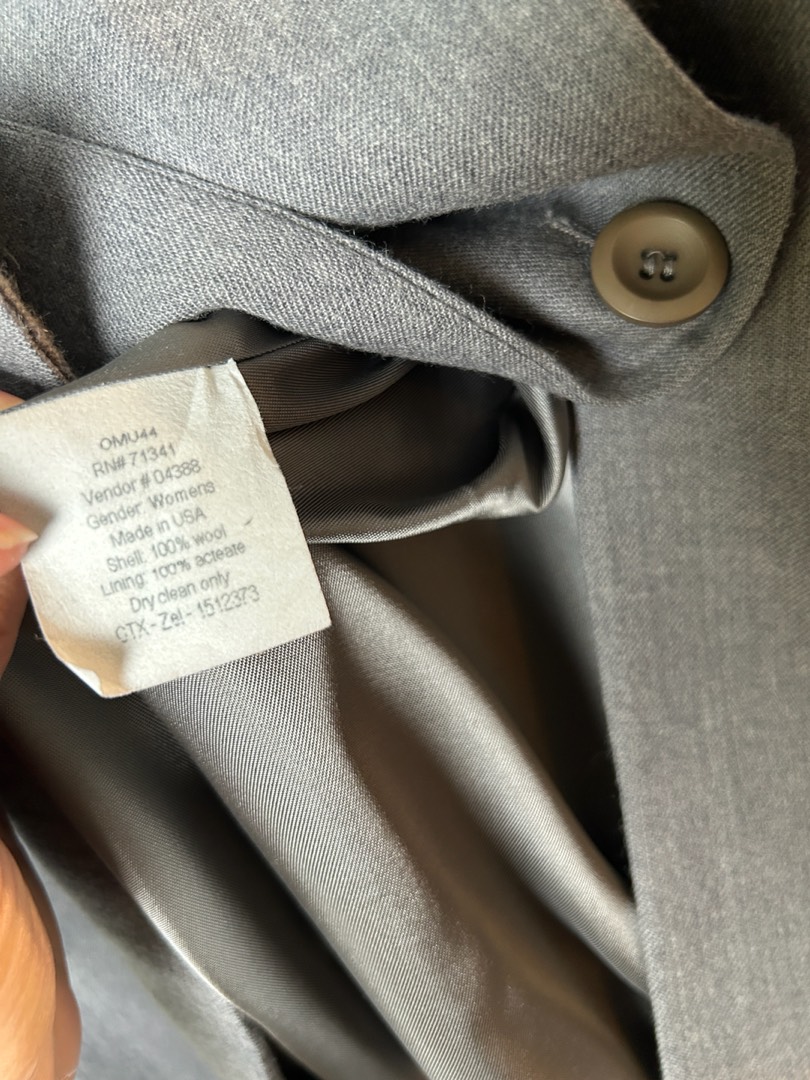 OMU44
RN# 71341
Vendor # 04388
Gender: Womens
Made in USA
Shell: 100% wool
Lining: 100% acteate
Dry clean only
CTX - Zel - 1512373